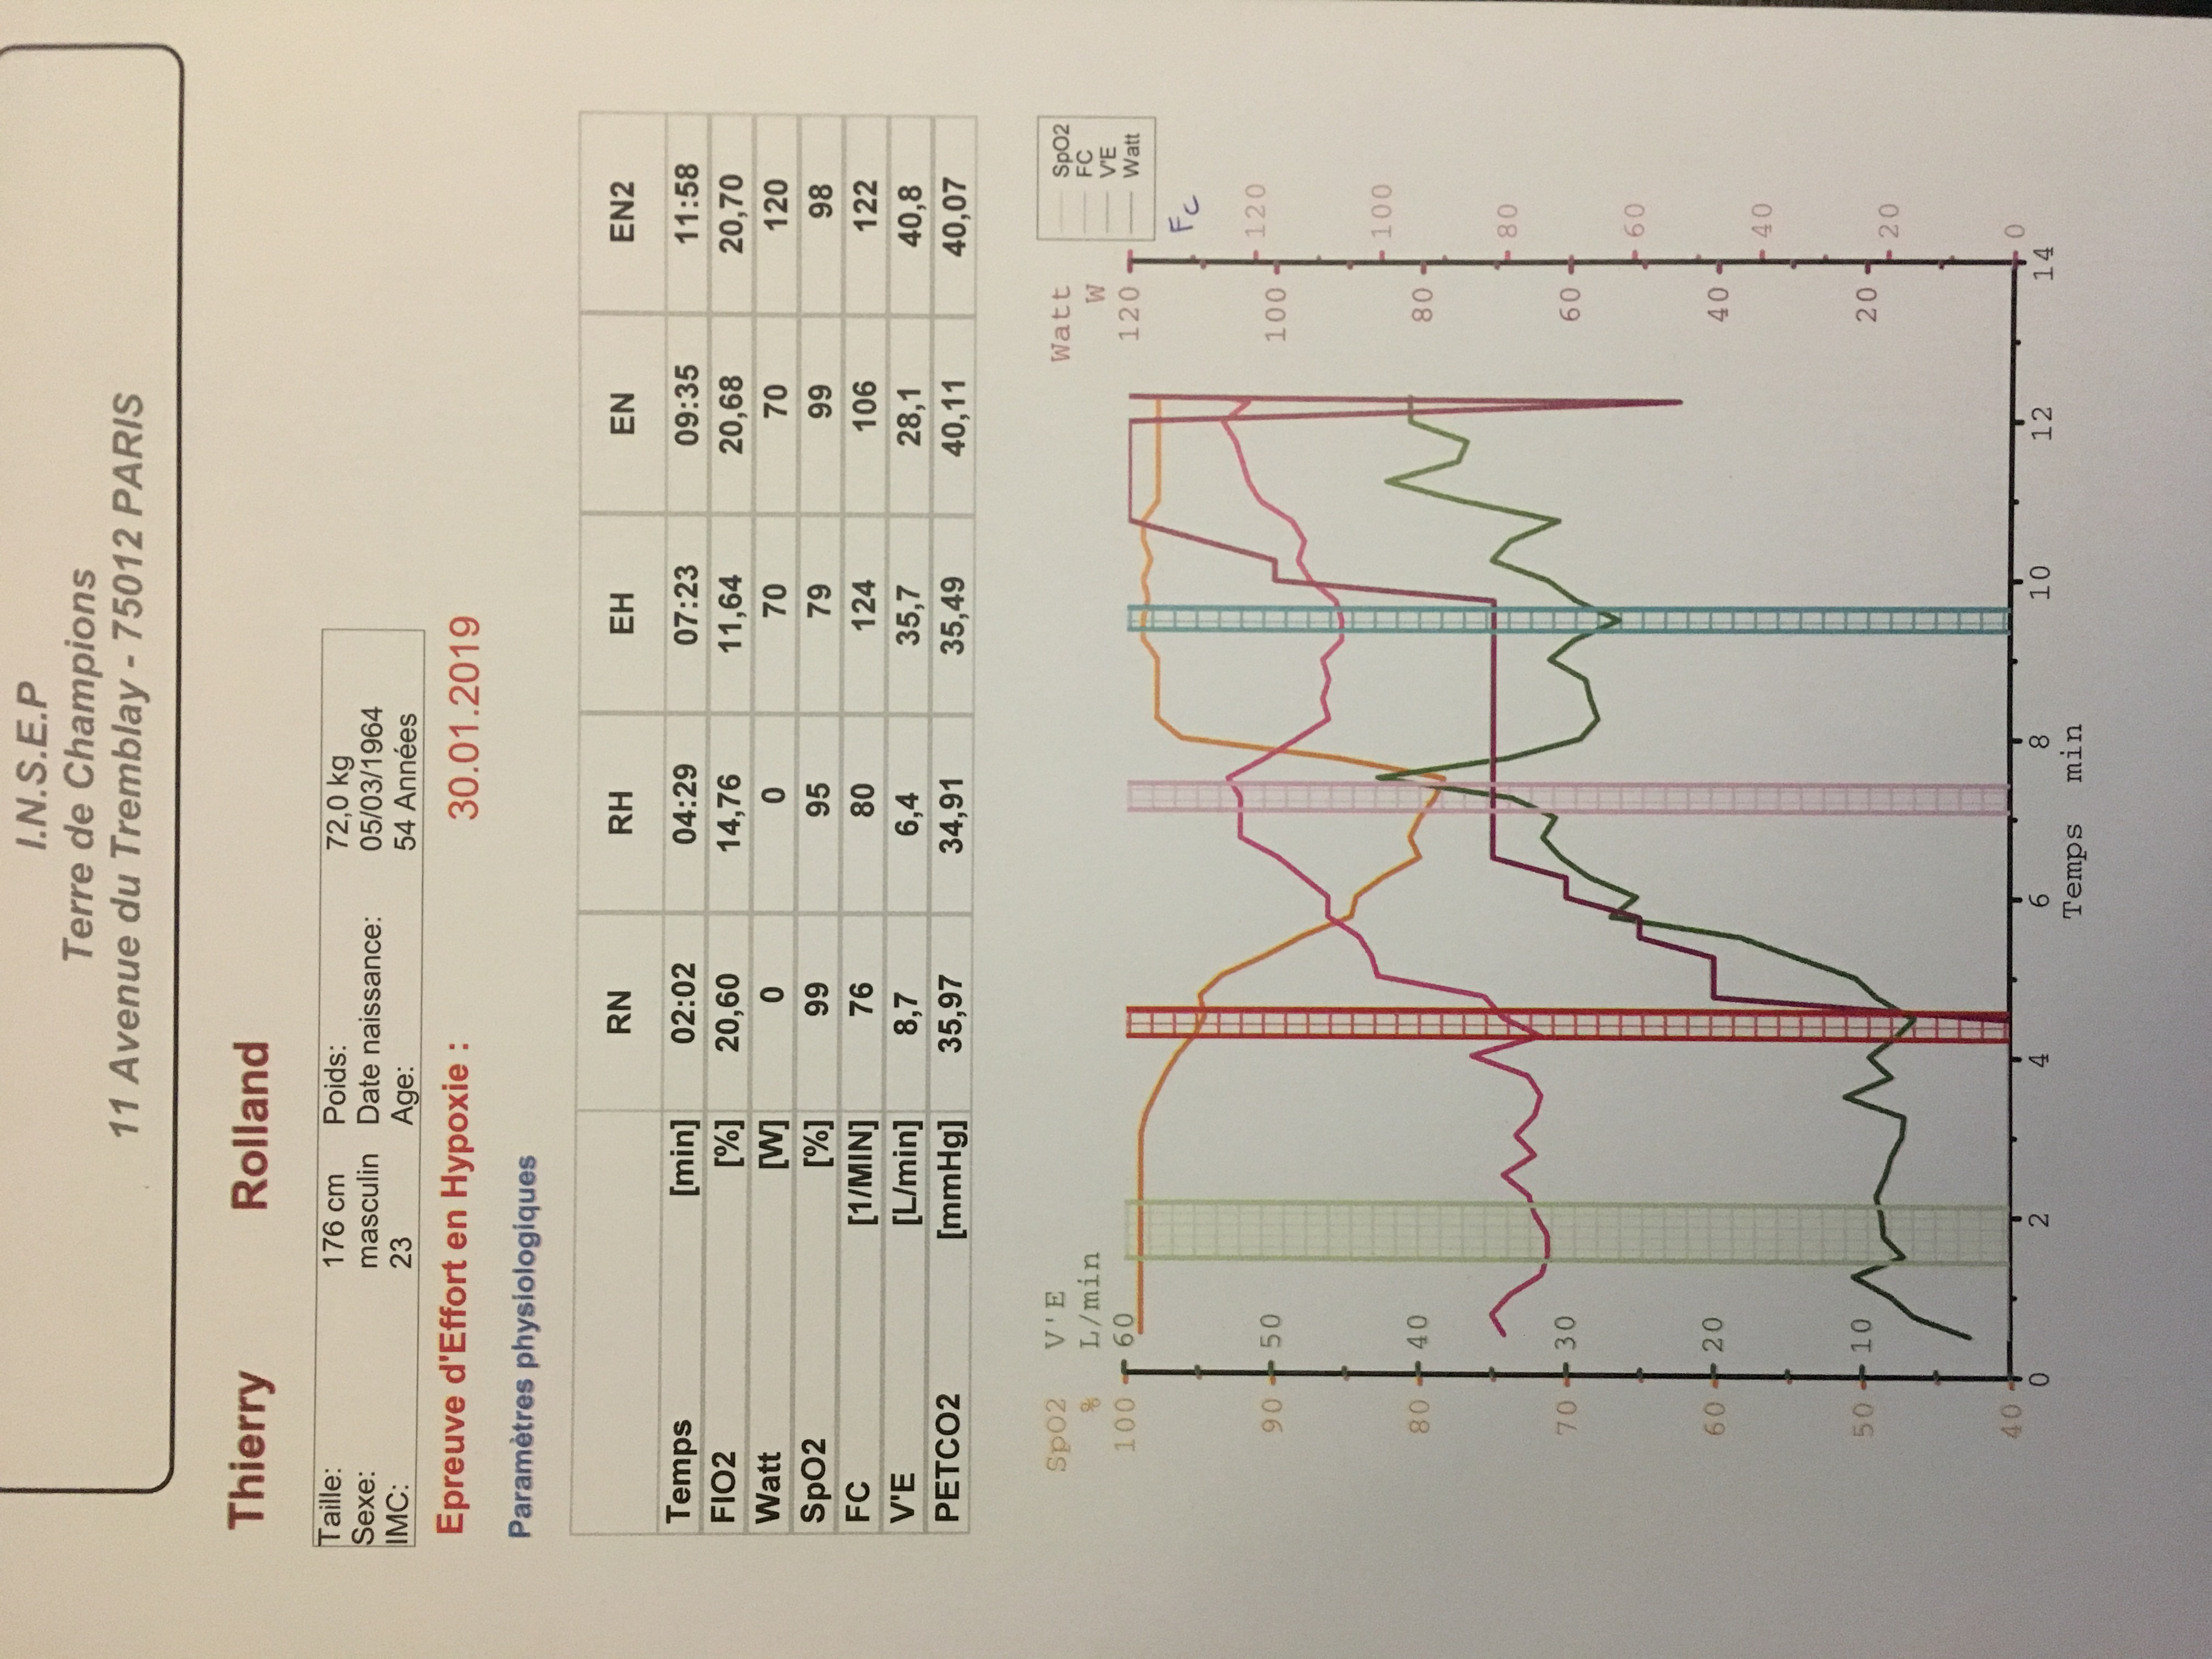 I.N.S.E.P
Terre de Champions
11 Avenue du Tremblay - 75012 PARIS
Thierry Rolland
Taille: 176 cm Poids: 72,0 kg
Sexe: masculin Date naissance: 05/03/1964
IMC: 23 Age: 54 Années
Epreuve d'Effort en Hypoxie : 30.01.2019
Paramètres physiologiques
RN RH EH EN EN2
Temps [min] 02:02 04:29 07:23 09:35 11:58
FIO2 [%] 20,60 14,76 11,64 20,68 20,70
Watt [W] 0 0 70 70 120
SpO2 [%] 99 95 79 99 98
FC [1/MIN] 76 80 124 106 122
V'E [L/min] 8,7 6,4 35,7 28,1 40,8
PETCO2 [mmHg] 35,97 34,91 35,49 40,11 40,07
SpO2 V'E Watt SpO2
% L/min W FC
V'E
100 60 120 Watt
Fc
120
90 50 100
100
80 40 80
80
70 30 60
60
60 20 40
40
50 10 20
20
40 0
0 2 4 6 8 10 12 14
Temps min